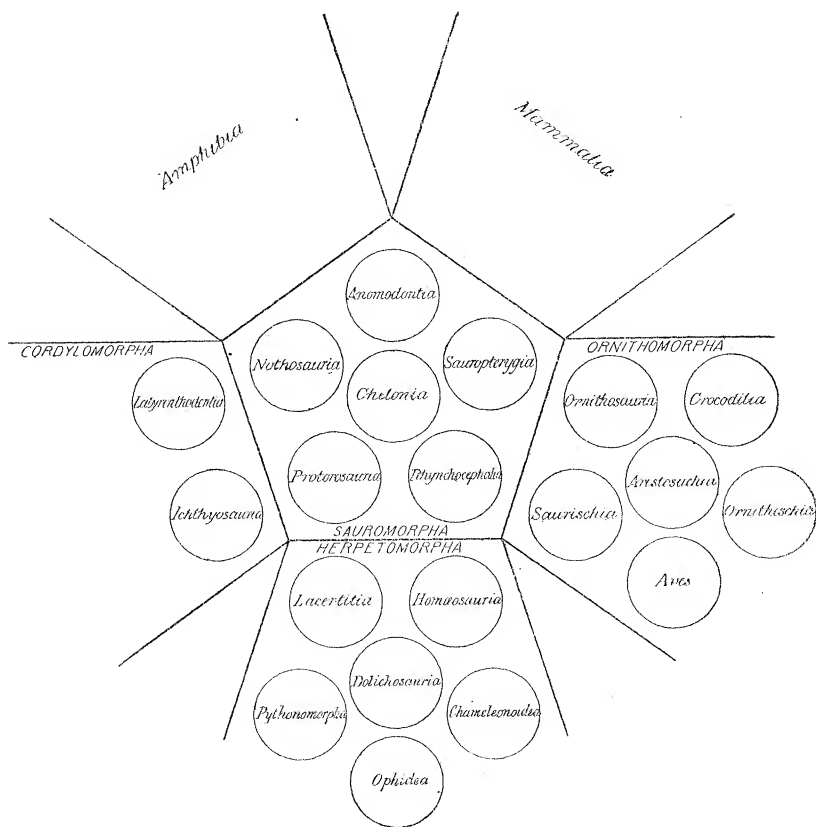 Amphibia
Mammalia
Anomodontia
Nothosauria
Sauropterygia
Chelonia
Protorosauria
Rhynchocephalia
SAUROMORPHA
CORDYLOMORPHA
Labyrinthodontia
Ichthyosauria
ORNITHOMORPHA
Ornithosauria
Crocodilia
Aristosuchia
Saurischia
Ornithischia
Aves
HERPETOMORPHA
Lacertilia
Homœosauria
Dolichosauria
Pythonomorpha
Chameleonoidea
Ophidea